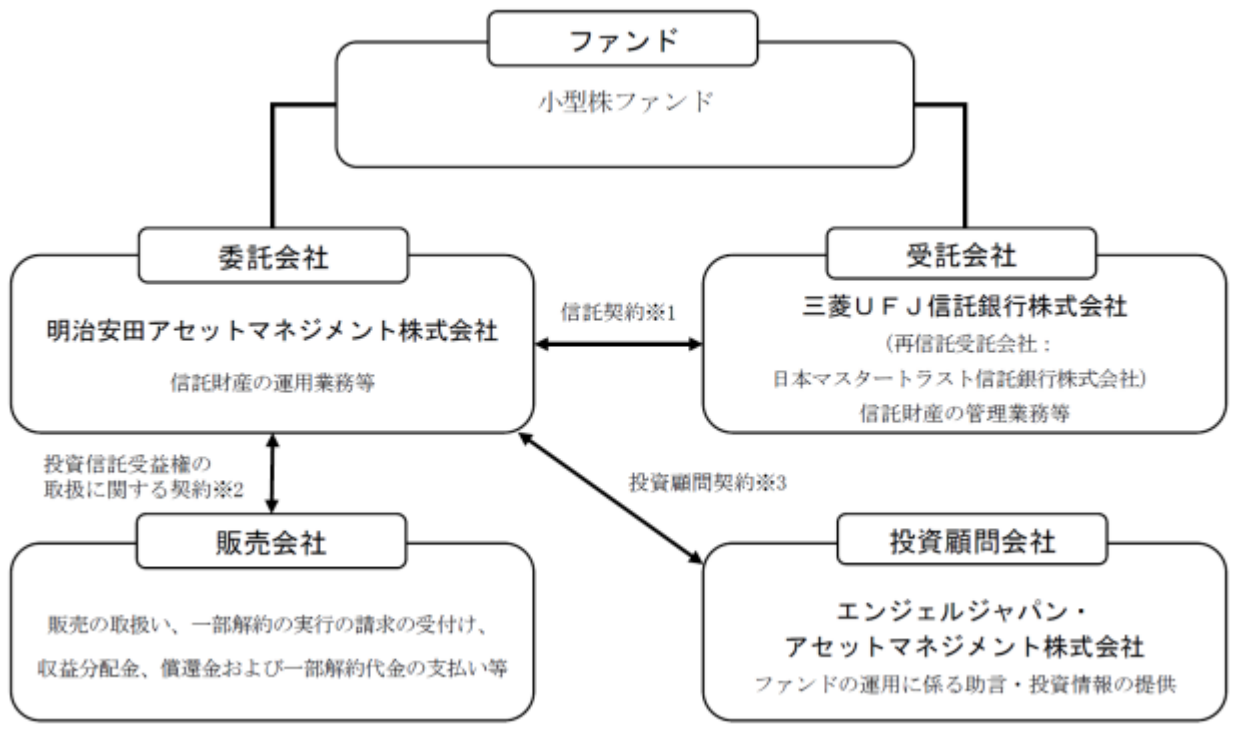 ファンド
小型株ファンド
委託会社
明治安田アセットマネジメント株式会社
信託財産の運用業務等
信託契約※1
受託会社
三菱ＵＦＪ信託銀行株式会社
（再信託受託会社：
日本マスタートラスト信託銀行株式会社）
信託財産の管理業務等
投資信託受益権の
取扱に関する契約※2
投資顧問契約※3
販売会社
販売の取扱い、一部解約の実行の請求の受付け、
収益分配金、償還金および一部解約代金の支払い等
投資顧問会社
エンジェルジャパン・
アセットマネジメント株式会社
ファンドの運用に係る助言・投資情報の提供